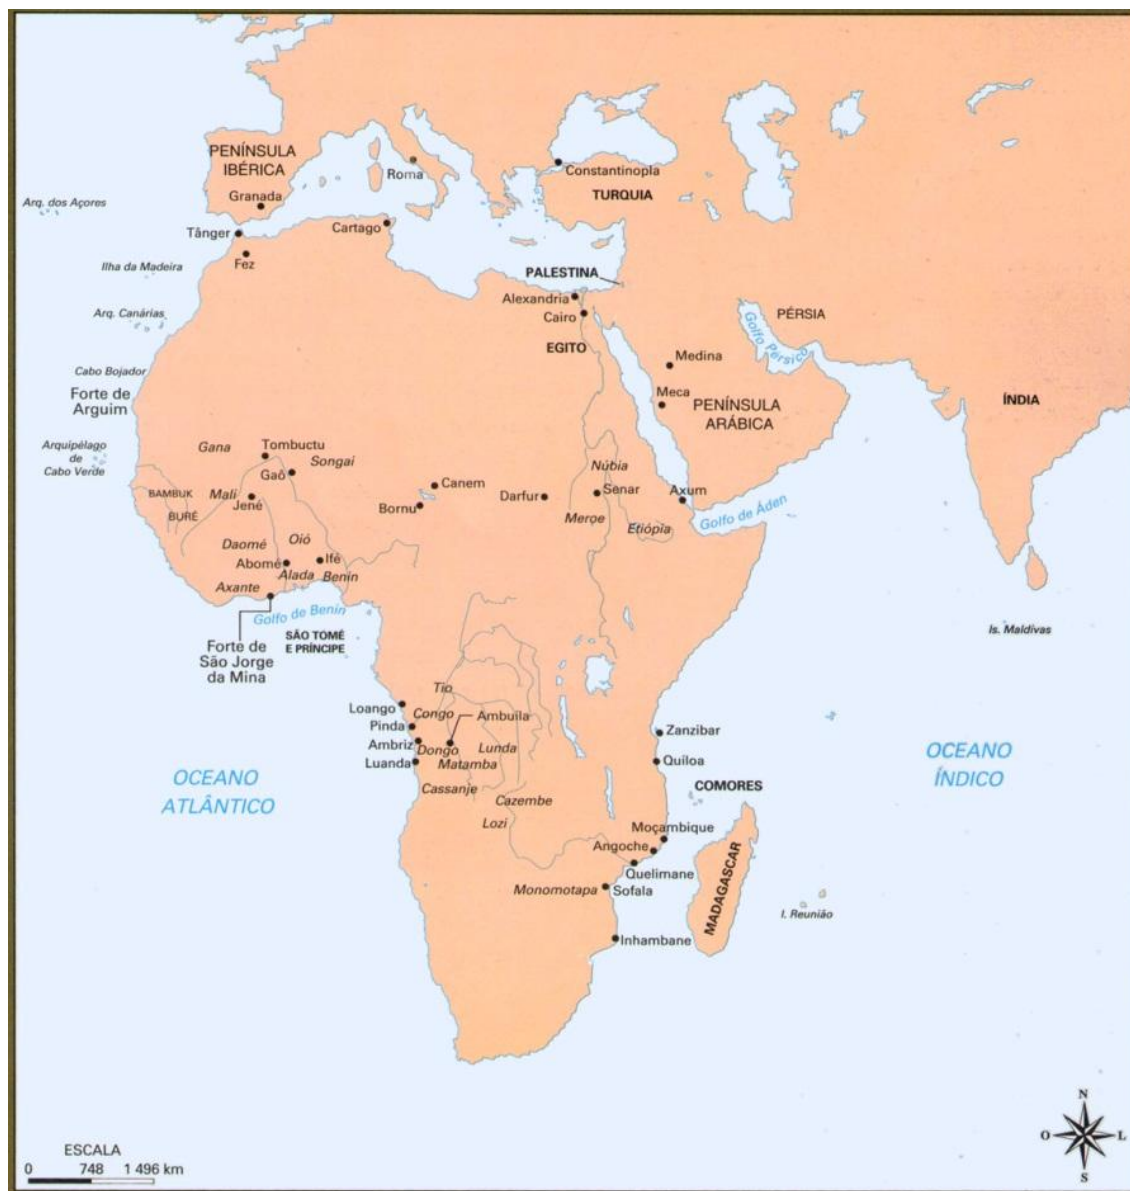 PENÍNSULA
IBÉRICA
Roma
Constantinopla
TURQUIA
Granada
Arq. dos Açores
Tânger
Cartago
Fez
Ilha da Madeira
PALESTINA
Alexandria
Cairo
EGITO
Arq. Canárias
Golfo Pérsico
PÉRSIA
Medina
Cabo Bojador
Forte de
Arguim
Meca
PENÍNSULA
ARÁBICA
ÍNDIA
Arquipélago
de
Cabo Verde
Gana
Tombuctu
Songai
Gaô
Núbia
BAMBUK
Mali
Jené
Canem
Bornu
Darfur
Senar
Axum
BURÉ
Meroe
Etiópia
Golfo de Áden
Daomé
Oió
Abomé
Ifé
Alada
Benin
Axante
Golfo de Benin
Forte de
São Jorge
da Mina
SÃO TOMÉ
E PRÍNCIPE
Is. Maldivas
Tio
Loango
Congo
Ambuíla
Pinda
Ambriz
Dongo
Lunda
Luanda
Matamba
Zanzibar
Quíloa
Cassanje
Cazembe
Lozi
COMORES
OCEANO
ATLÂNTICO
OCEANO
ÍNDICO
Moçambique
Angoche
Quelimane
Monomotapa
Sofala
MADAGASCAR
I. Reunião
Inhambane
N
O
L
S
ESCALA
0 748 1 496 km